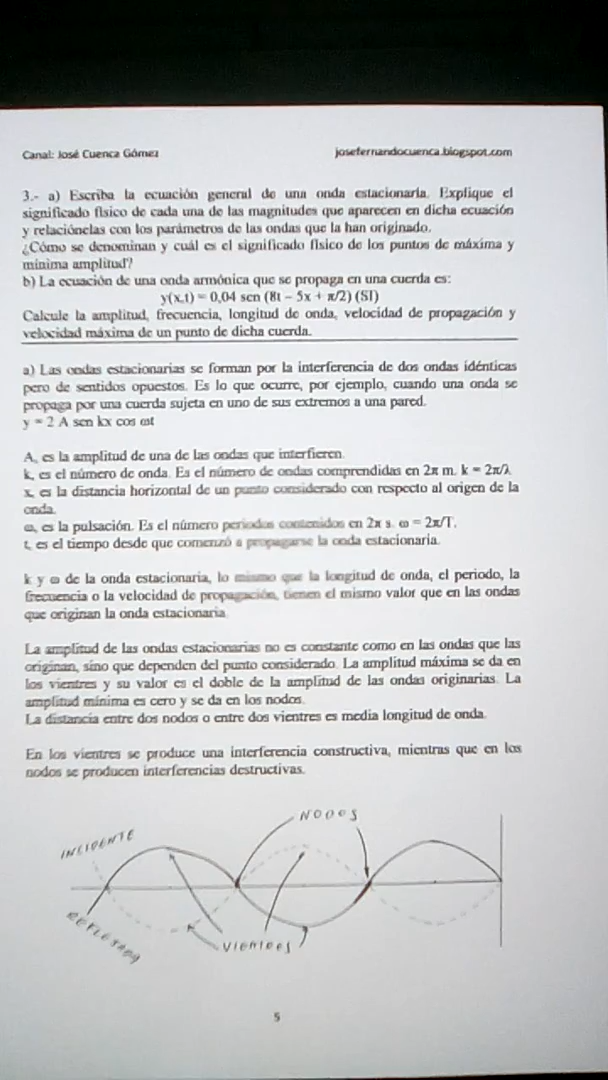 Canal: José Cuenca Gómez
josefernandocuenca.blogspot.com
3.- a) Escriba la ecuación general de una onda estacionaria. Explique el
significado físico de cada una de las magnitudes que aparecen en dicha ecuación
y relaciónelas con los parámetros de las ondas que la han originado.
¿Cómo se denominan y cuál es el significado físico de los puntos de máxima y
mínima amplitud?
b) La ecuación de una onda armónica que se propaga en una cuerda es:
y(x,t) = 0,04 sen (8t – 5x + π/2) (SI)
Calcule la amplitud, frecuencia, longitud de onda, velocidad de propagación y
velocidad máxima de un punto de dicha cuerda.
a) Las ondas estacionarias se forman por la interferencia de dos ondas idénticas
pero de sentidos opuestos. Es lo que ocurre, por ejemplo, cuando una onda se
propaga por una cuerda sujeta en uno de sus extremos a una pared.
y = 2 A sen kx cos ωt
A, es la amplitud de una de las ondas que interfieren.
k, es el número de onda. Es el número de ondas comprendidas en 2π m. k = 2π/λ
x, es la distancia horizontal de un punto considerado con respecto al origen de la
onda.
ω, es la pulsación. Es el número periodos contenidos en 2π s. ω = 2π/T.
t, es el tiempo desde que comenzó a propagarse la onda estacionaria.
k y ω de la onda estacionaria, lo mismo que la longitud de onda, el periodo, la
frecuencia o la velocidad de propagación, tienen el mismo valor que en las ondas
que originan la onda estacionaria.
La amplitud de las ondas estacionarias no es constante como en las ondas que las
originan, sino que dependen del punto considerado. La amplitud máxima se da en
los vientres y su valor es el doble de la amplitud de las ondas originarias. La
amplitud mínima es cero y se da en los nodos.
La distancia entre dos nodos o entre dos vientres es media longitud de onda.
En los vientres se produce una interferencia constructiva, mientras que en los
nodos se producen interferencias destructivas.
NODOS
INCIDENTE
REFLEJADA
VIENTRES
5